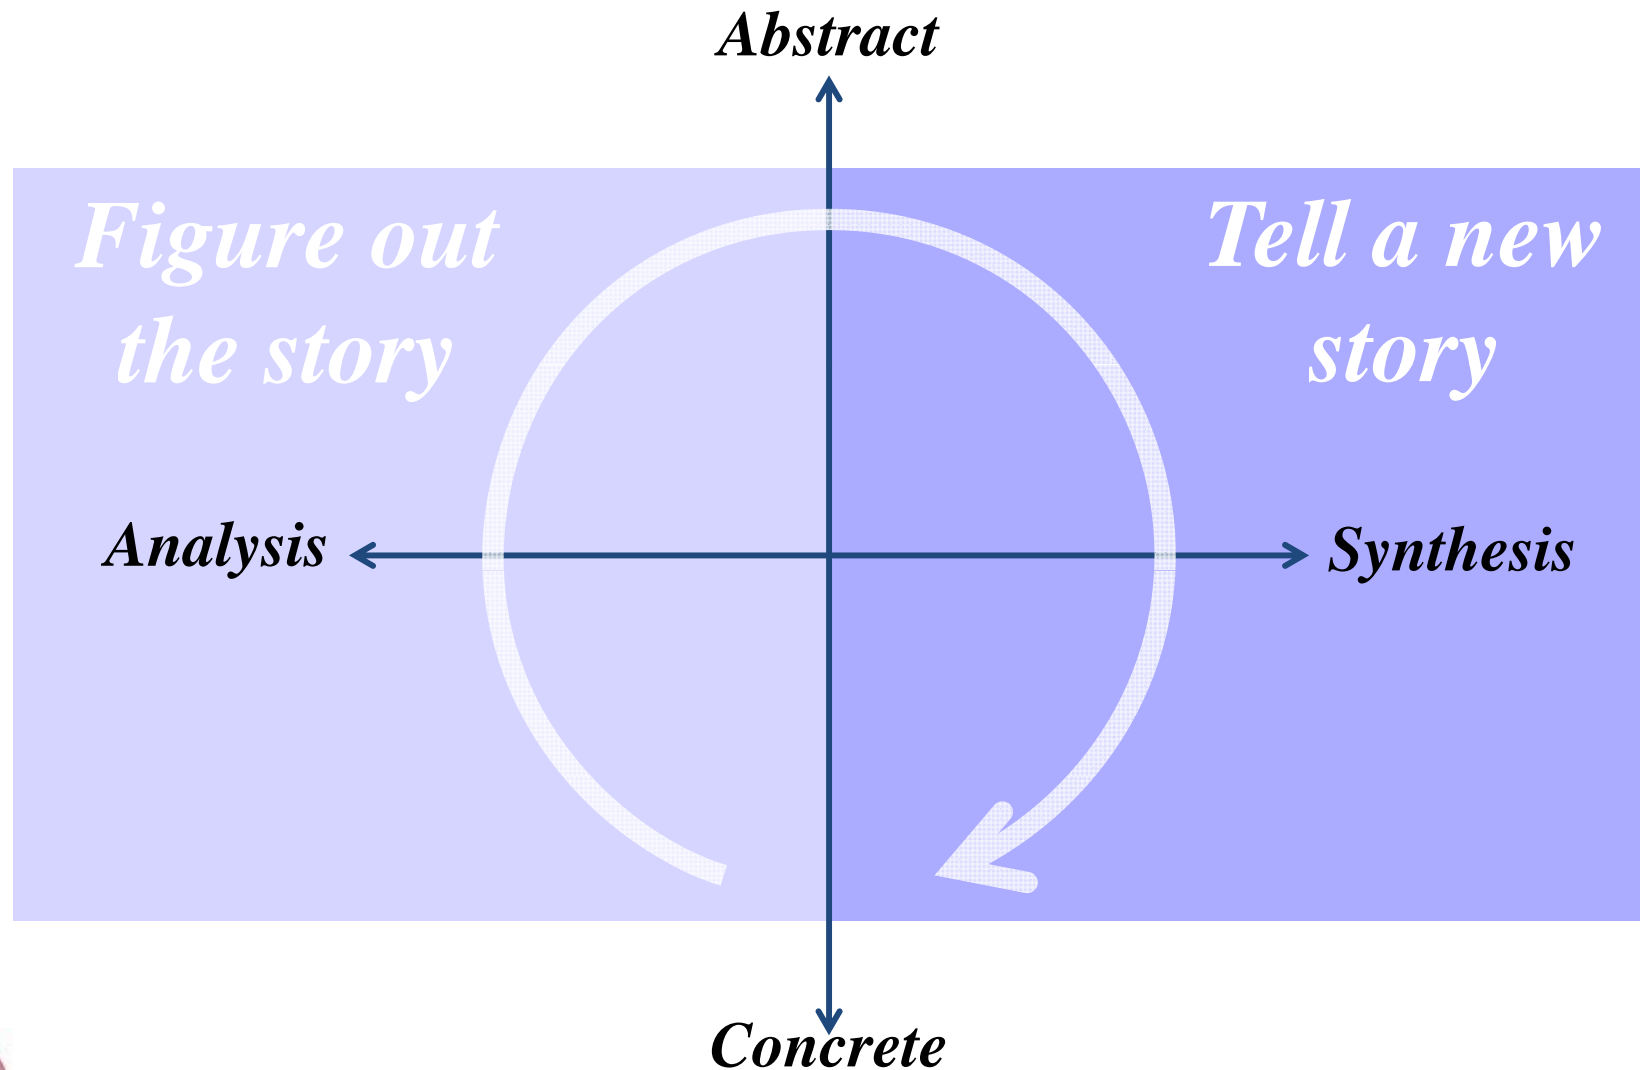 Abstract
Figure out
the story
Tell a new
story
Analysis
Synthesis
Concrete